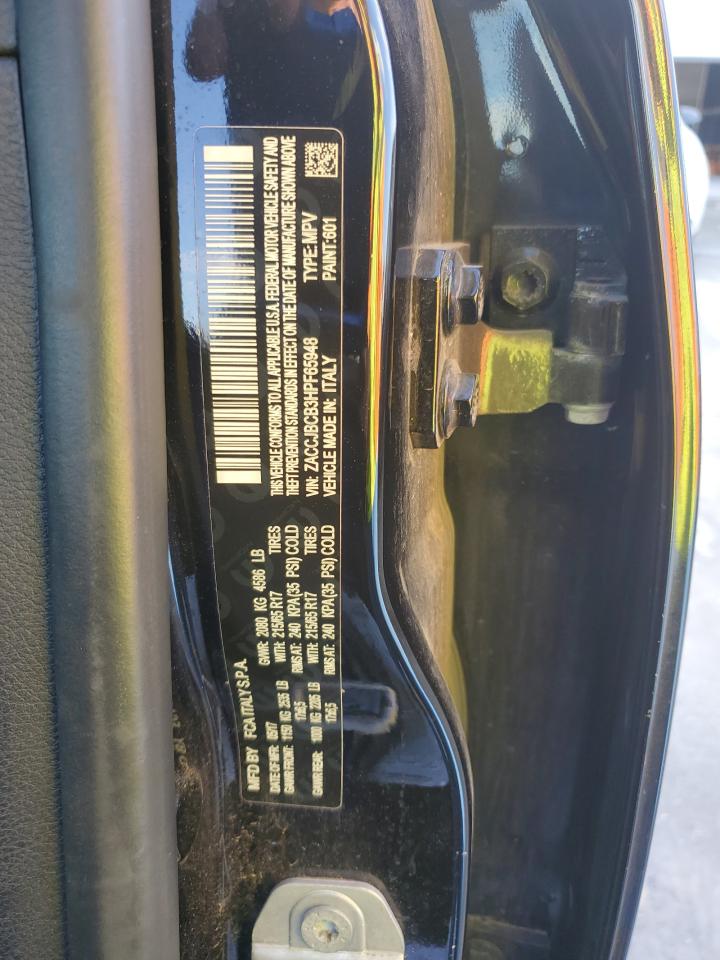 MFD BY FCA ITALY S.P.A.
DATE OF MFR: 05/17 GVWR: 2080 KG 4586 LB
GAWR FRONT: 1150 KG 2535 LB WITH: 215/65 R17 TIRES
17x6,5 RIMS AT: 240 KPA(35 PSI) COLD
GAWR REAR: 1000 KG 2205 LB WITH: 215/65 R17 TIRES
17x6,5 RIMS AT: 240 KPA(35 PSI) COLD
THIS VEHICLE CONFORMS TO ALL APPLICABLE U.S.A. FEDERAL MOTOR VEHICLE SAFETY AND
THEFT PREVENTION STANDARDS IN EFFECT ON THE DATE OF MANUFACTURE SHOWN ABOVE
VIN: ZACCJBCB3HPF65948 TYPE:MPV
VEHICLE MADE IN: ITALY PAINT:601